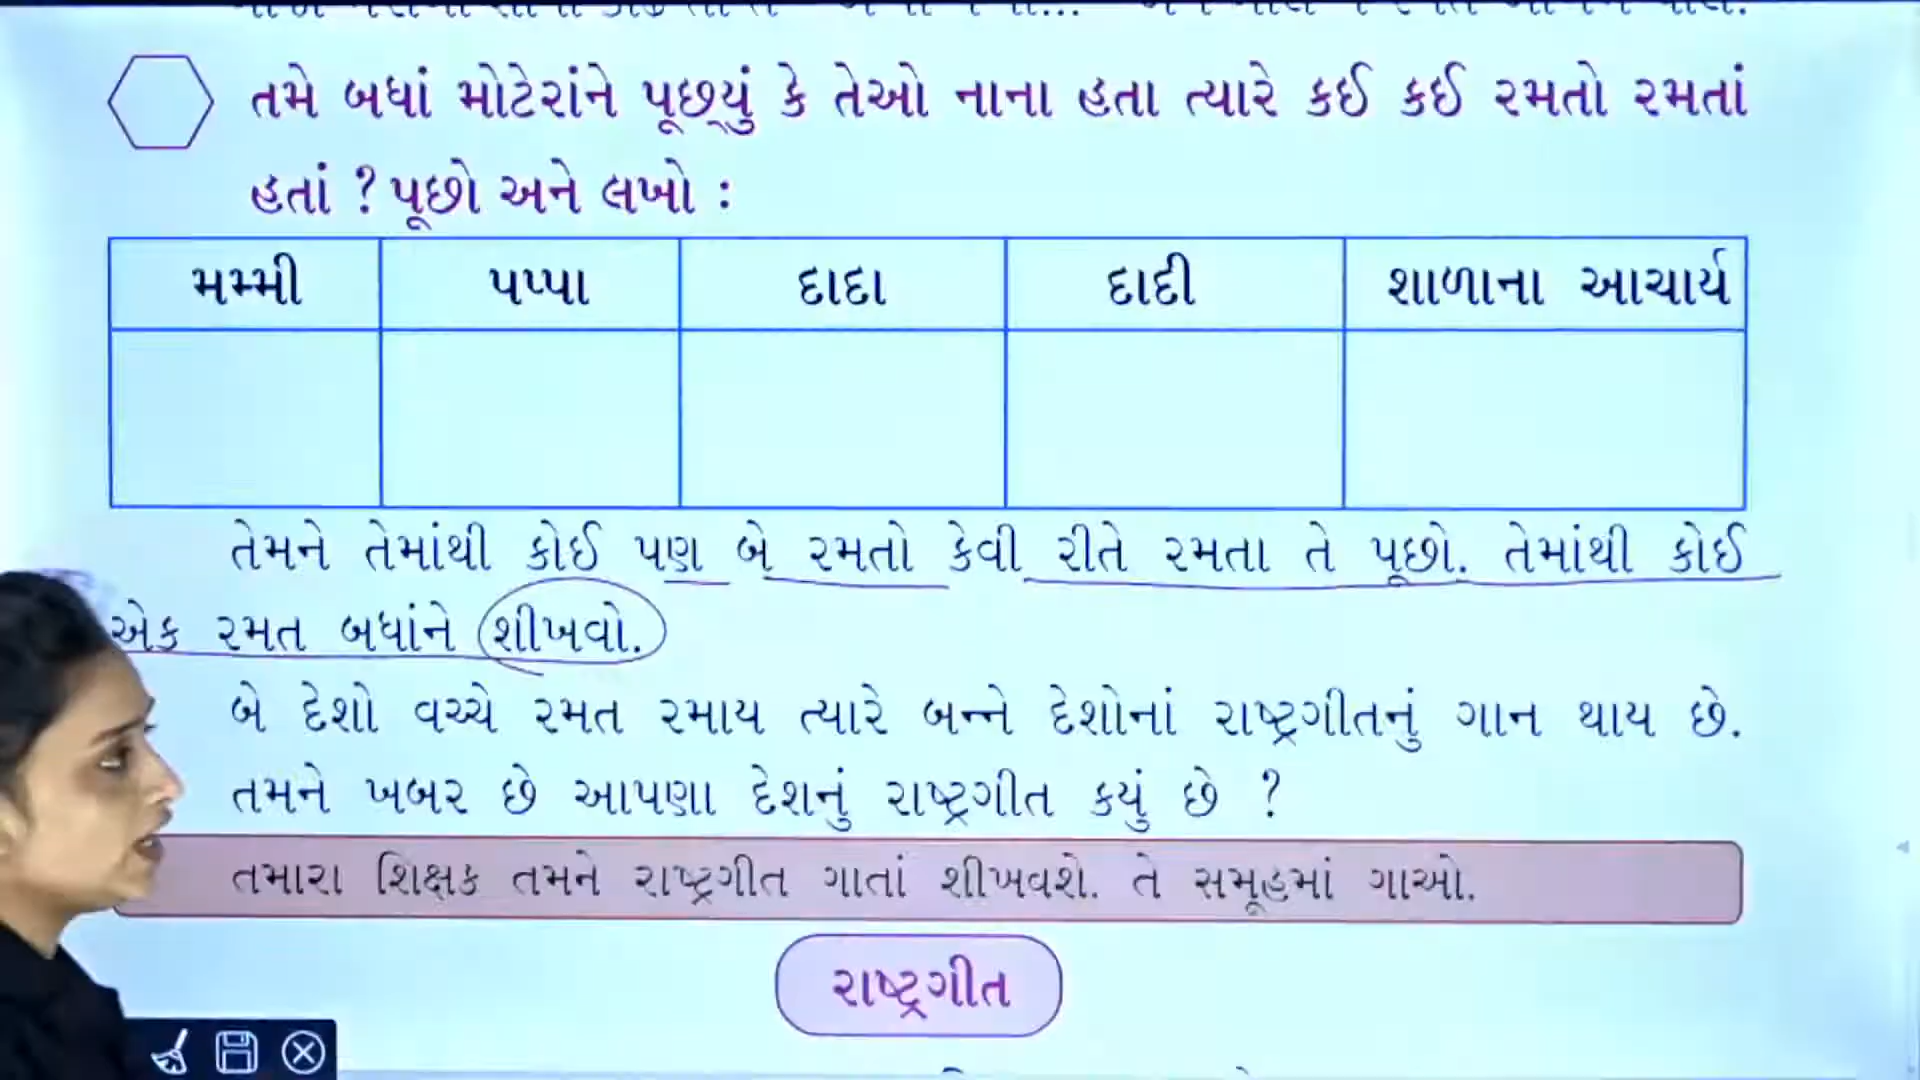 તમે બધાં મોટેરાંને પૂછ્યું કે તેઓ નાના હતા ત્યારે કઈ કઈ રમતો રમતાં
હતાં ? પૂછો અને લખો :
મમ્મી પપ્પા દાદા દાદી શાળાના આચાર્ય
તેમને તેમાંથી કોઈ પણ બે રમતો કેવી રીતે રમતા તે પૂછો. તેમાંથી કોઈ
એક રમત બધાંને શીખવો.
બે દેશો વચ્ચે રમત રમાય ત્યારે બન્ને દેશોનાં રાષ્ટ્રગીતનું ગાન થાય છે.
તમને ખબર છે આપણા દેશનું રાષ્ટ્રગીત કયું છે ?
તમારા શિક્ષક તમને રાષ્ટ્રગીત ગાતાં શીખવશે. તે સમૂહમાં ગાઓ.
રાષ્ટ્રગીત